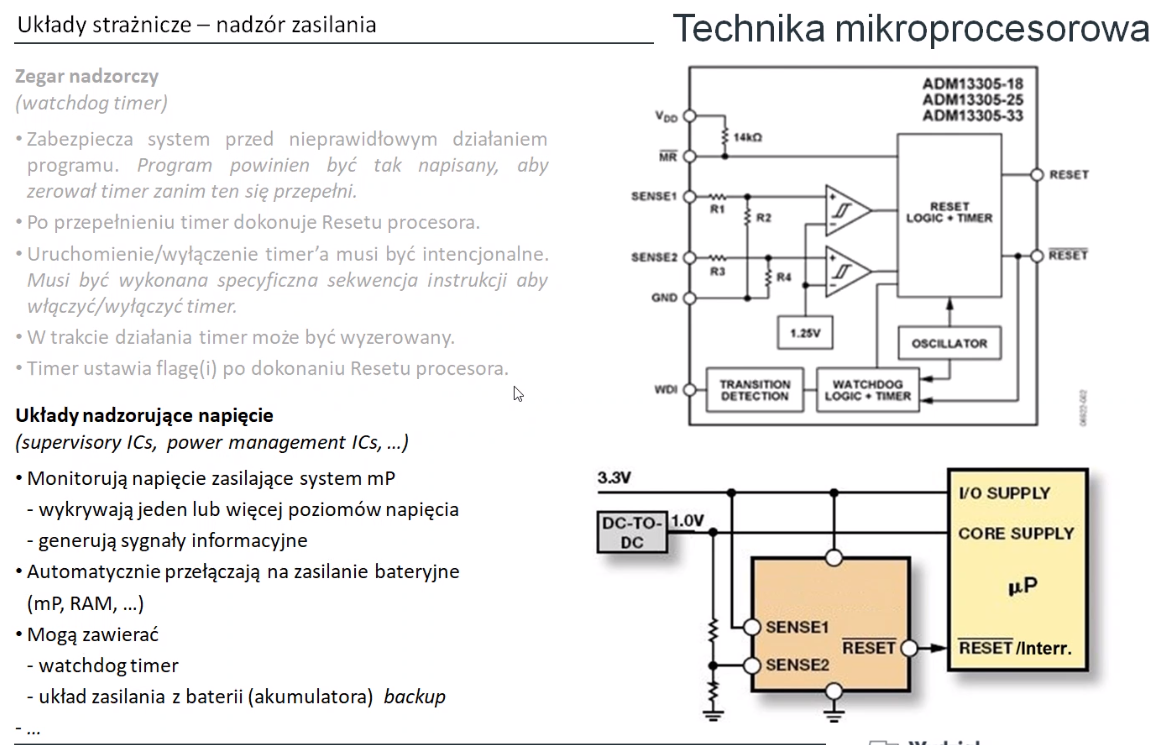 Układy strażnicze – nadzór zasilania
Technika mikroprocesorowa
Zegar nadzorczy
(watchdog timer)
• Zabezpiecza system przed nieprawidłowym działaniem
programu. Program powinien być tak napisany, aby
zerował timer zanim ten się przepełni.
• Po przepełnieniu timer dokonuje Resetu procesora.
• Uruchomienie/wyłączenie timer'a musi być intencjonalne.
Musi być wykonana specyficzna sekwencja instrukcji aby
włączyć/wyłączyć timer.
• W trakcie działania timer może być wyzerowany.
• Timer ustawia flagę(i) po dokonaniu Resetu procesora.
Układy nadzorujące napięcie
(supervisory ICs, power management ICs, ...)
• Monitorują napięcie zasilające system mP
- wykrywają jeden lub więcej poziomów napięcia
- generują sygnały informacyjne
• Automatycznie przełączają na zasilanie bateryjne
(mP, RAM, ...)
• Mogą zawierać
- watchdog timer
- układ zasilania z baterii (akumulatora) backup
- ...
ADM13305-18
ADM13305-25
ADM13305-33
VDD
14kΩ
MR
SENSE1
R1
R2
SENSE2
R3
R4
GND
1.25V
RESET
LOGIC + TIMER
RESET
RESET
OSCILLATOR
WDI
TRANSITION
DETECTION
WATCHDOG
LOGIC + TIMER
06922-002
3.3V
DC-TO-
DC
1.0V
I/O SUPPLY
CORE SUPPLY
µP
SENSE1
SENSE2
RESET
RESET/Interr.